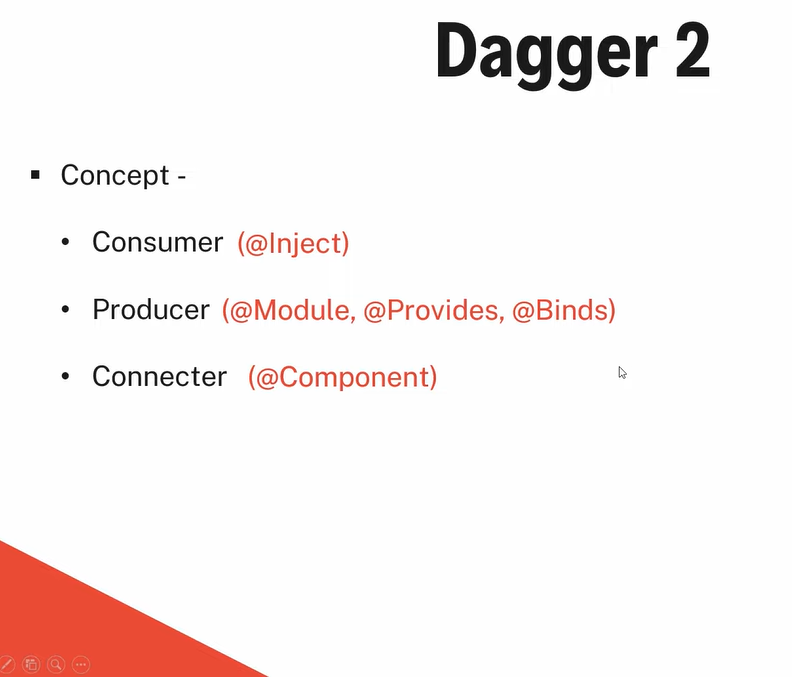 Dagger 2
▪ Concept -
• Consumer (@Inject)
• Producer (@Module, @Provides, @Binds)
• Connecter (@Component)